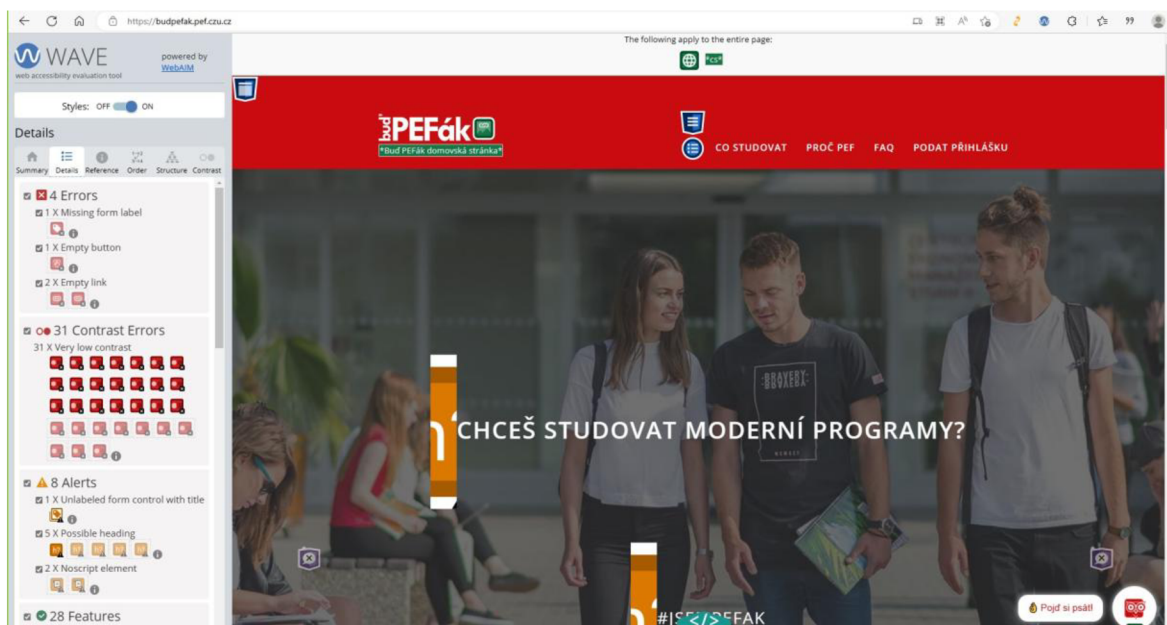 https://budpefak.pef.czu.cz
WAVE
web accessibility evaluation tool
powered by
WebAIM
Styles: OFF ON
Details
Summary Details Reference Order Structure Contrast
4 Errors
1 X Missing form label
1 X Empty button
2 X Empty link
31 Contrast Errors
31 X Very low contrast
8 Alerts
1 X Unlabeled form control with title
5 X Possible heading
2 X Noscript element
28 Features
The following apply to the entire page:
*cs*
buď PEFák
*Buď PEFák domovská stránka*
CO STUDOVAT PROČ PEF FAQ PODAT PŘIHLÁŠKU
BRAVERY
CHCEŠ STUDOVAT MODERNÍ PROGRAMY?
Pojď si psát!
</>